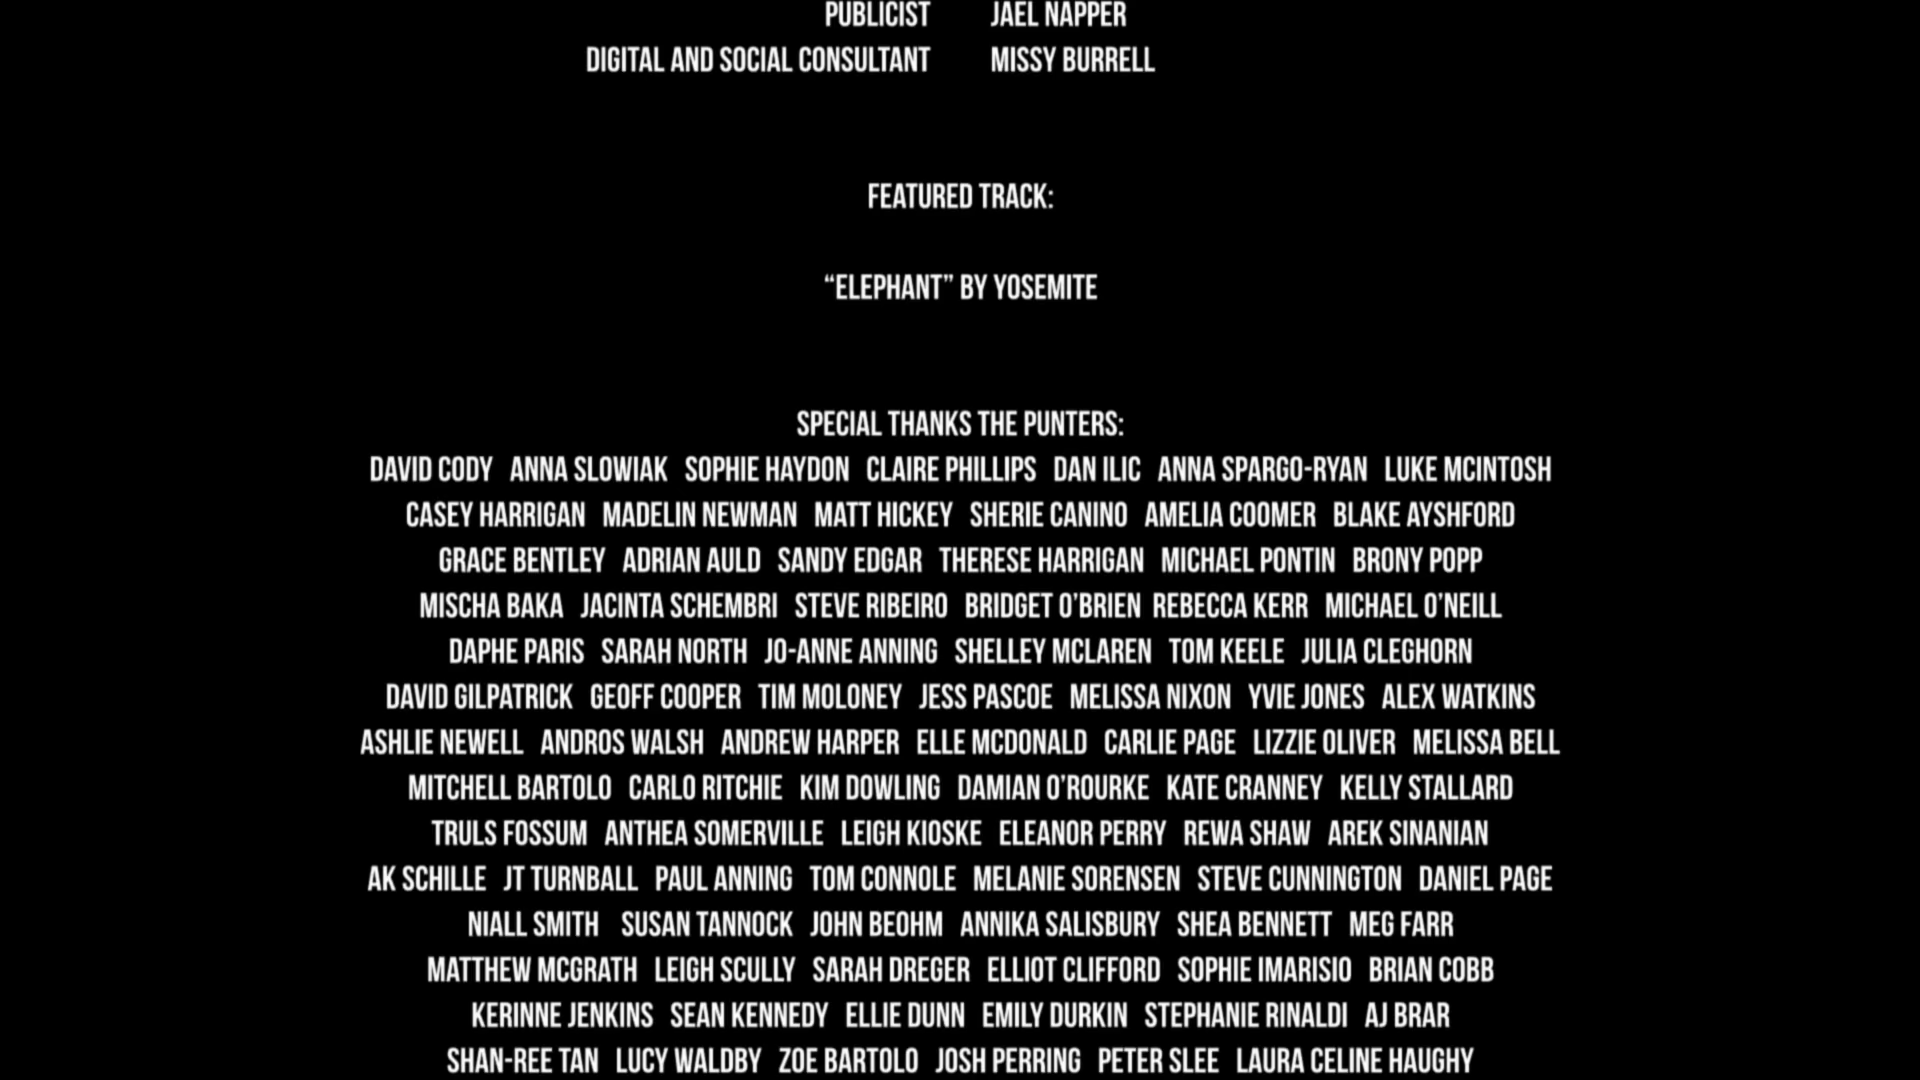 PUBLICIST JAEL NAPPER
DIGITAL AND SOCIAL CONSULTANT MISSY BURRELL
FEATURED TRACK:
“ELEPHANT” BY YOSEMITE
SPECIAL THANKS THE PUNTERS:
DAVID CODY ANNA SLOWIAK SOPHIE HAYDON CLAIRE PHILLIPS DAN ILIC ANNA SPARGO-RYAN LUKE MCINTOSH
CASEY HARRIGAN MADELIN NEWMAN MATT HICKEY SHERIE CANINO AMELIA COOMER BLAKE AYSHFORD
GRACE BENTLEY ADRIAN AULD SANDY EDGAR THERESE HARRIGAN MICHAEL PONTIN BRONY POPP
MISCHA BAKA JACINTA SCHEMBRI STEVE RIBEIRO BRIDGET O’BRIEN REBECCA KERR MICHAEL O’NEILL
DAPHE PARIS SARAH NORTH JO-ANNE ANNING SHELLEY MCLAREN TOM KEELE JULIA CLEGHORN
DAVID GILPATRICK GEOFF COOPER TIM MOLONEY JESS PASCOE MELISSA NIXON YVIE JONES ALEX WATKINS
ASHLIE NEWELL ANDROS WALSH ANDREW HARPER ELLE MCDONALD CARLIE PAGE LIZZIE OLIVER MELISSA BELL
MITCHELL BARTOLO CARLO RITCHIE KIM DOWLING DAMIAN O’ROURKE KATE CRANNEY KELLY STALLARD
TRULS FOSSUM ANTHEA SOMERVILLE LEIGH KIOSKE ELEANOR PERRY REWA SHAW AREK SINANIAN
AK SCHILLE JT TURNBALL PAUL ANNING TOM CONNOLE MELANIE SORENSEN STEVE CUNNINGTON DANIEL PAGE
NIALL SMITH SUSAN TANNOCK JOHN BEOHM ANNIKA SALISBURY SHEA BENNETT MEG FARR
MATTHEW MCGRATH LEIGH SCULLY SARAH DREGER ELLIOT CLIFFORD SOPHIE IMARISIO BRIAN COBB
KERINNE JENKINS SEAN KENNEDY ELLIE DUNN EMILY DURKIN STEPHANIE RINALDI AJ BRAR
SHAN-REE TAN LUCY WALDBY ZOE BARTOLO JOSH PERRING PETER SLEE LAURA CELINE HAUGHY